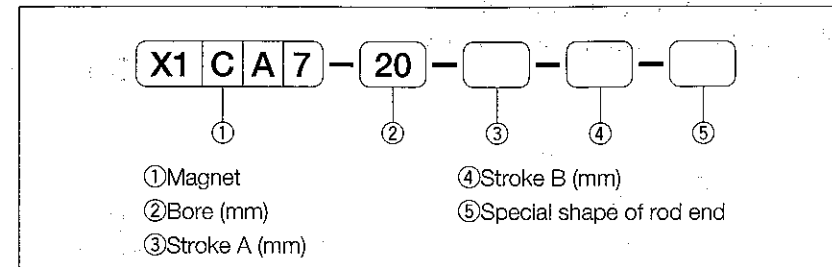 X1 C A 7 – 20 – – –
① ② ③ ④ ⑤
①Magnet ④Stroke B (mm)
②Bore (mm) ⑤Special shape of rod end
③Stroke A (mm)